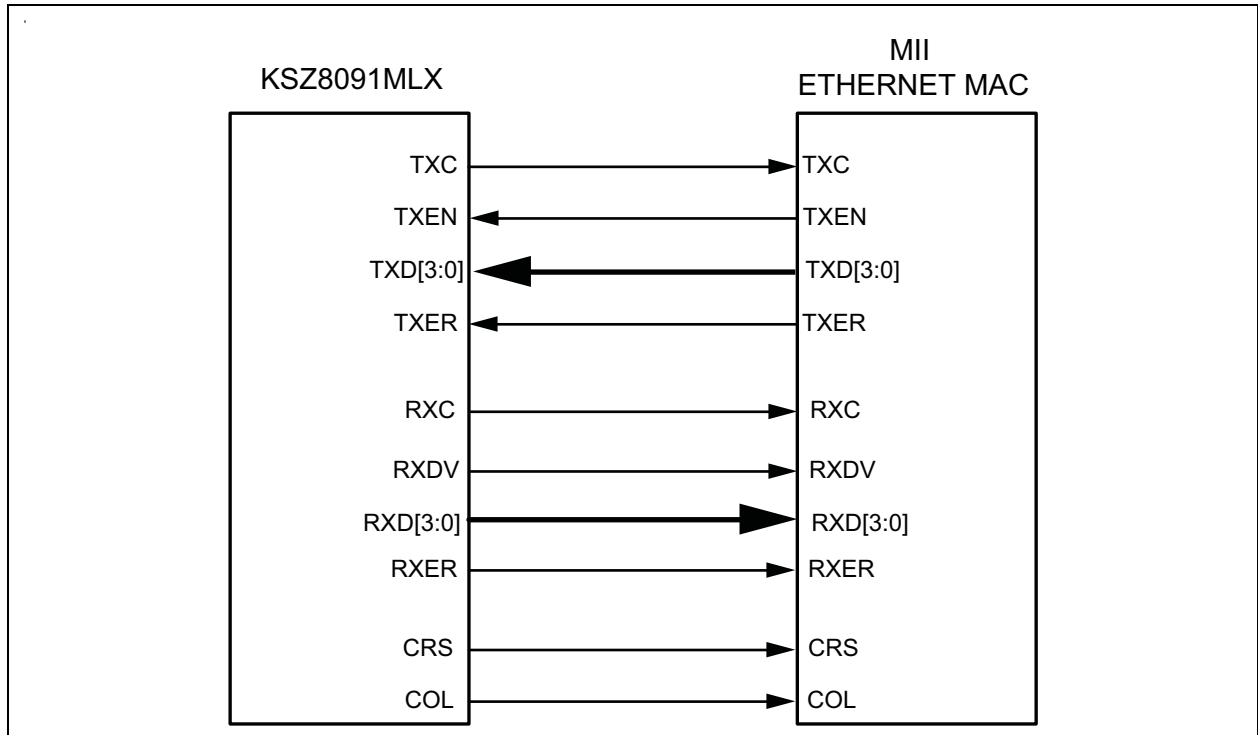 KSZ8091MLX
MII
ETHERNET MAC
TXC TXC
TXEN TXEN
TXD[3:0] TXD[3:0]
TXER TXER
RXC RXC
RXDV RXDV
RXD[3:0] RXD[3:0]
RXER RXER
CRS CRS
COL COL